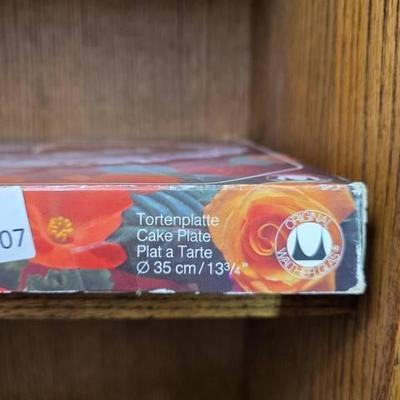 07
Tortenplatte
Cake Plate
Plat a Tarte
Ø 35 cm/13¾"
ORIGINAL
WALTHER GLAS®